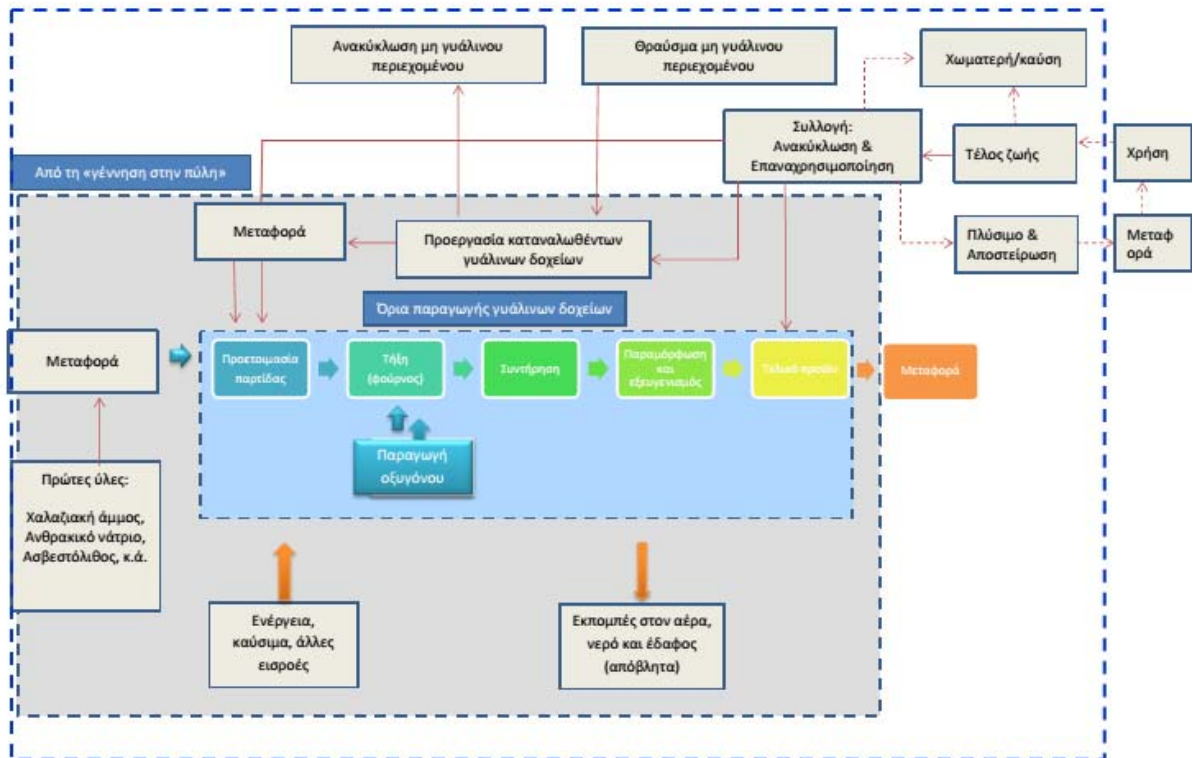 Ανακύκλωση μη γυάλινου
περιεχομένου
Θραύσμα μη γυάλινου
περιεχομένου
Χωματερή/καύση
Συλλογή:
Ανακύκλωση &
Επαναχρησιμοποίηση
Τέλος ζωής
Χρήση
Από τη «γέννηση στην πύλη»
Μεταφορά
Προεργασία καταναλωθέντων
γυάλινων δοχείων
Πλύσιμο &
Αποστείρωση
Μεταφ
ορά
Όρια παραγωγής γυάλινων δοχείων
Μεταφορά
Προετοιμασία
παρτίδας
Τήξη
(φούρνος)
Συντήρηση
Παραμόρφωση
και
εξευγενισμός
Τελικό προϊόν
Μεταφορά
Παραγωγή
οξυγόνου
Πρώτες ύλες:
Χαλαζιακή άμμος,
Ανθρακικό νάτριο,
Ασβεστόλιθος, κ.ά.
Ενέργεια,
καύσιμα, άλλες
εισροές
Εκπομπές στον αέρα,
νερό και έδαφος
(απόβλητα)